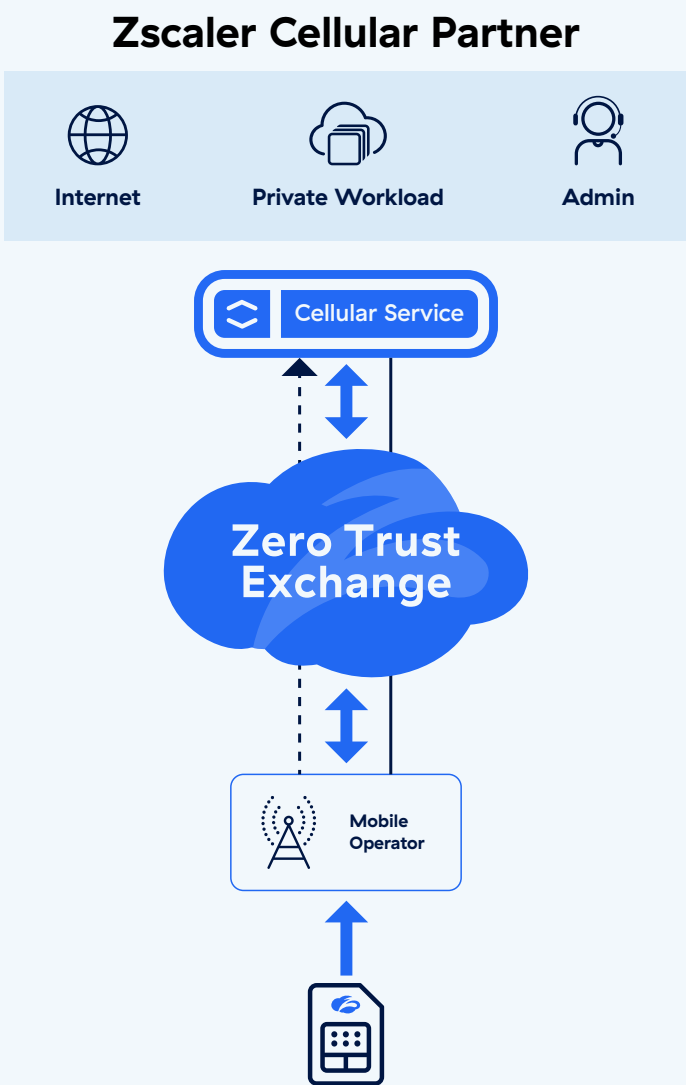 Zscaler Cellular Partner
Internet
Private Workload
Admin
Cellular Service
Zero Trust
Exchange
Mobile
Operator